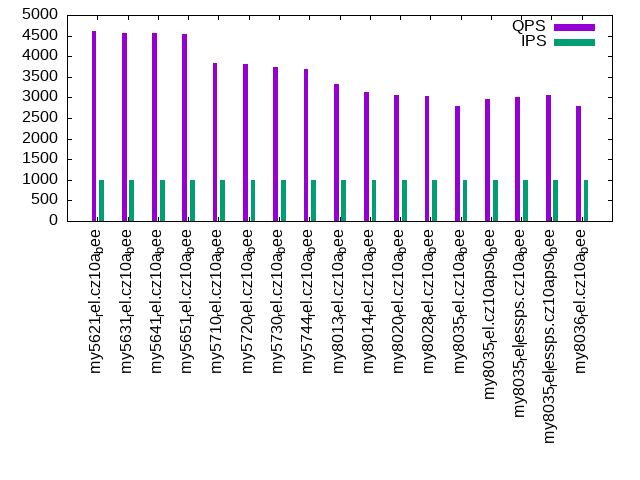 5000
4500
4000
3500
3000
2500
2000
1500
1000
500
0
QPS
IPS
my5621rel.cz10abee
my5631rel.cz10abee
my5641rel.cz10abee
my5651rel.cz10abee
my5710rel.cz10abee
my5720rel.cz10abee
my5730rel.cz10abee
my5744rel.cz10abee
my8013rel.cz10abee
my8014rel.cz10abee
my8020rel.cz10abee
my8028rel.cz10abee
my8035rel.cz10abee
my8035rel.cz10aps0bee
my8035rellessps.cz10abee
my8035rellessps.cz10aps0bee
my8036rel.cz10abee